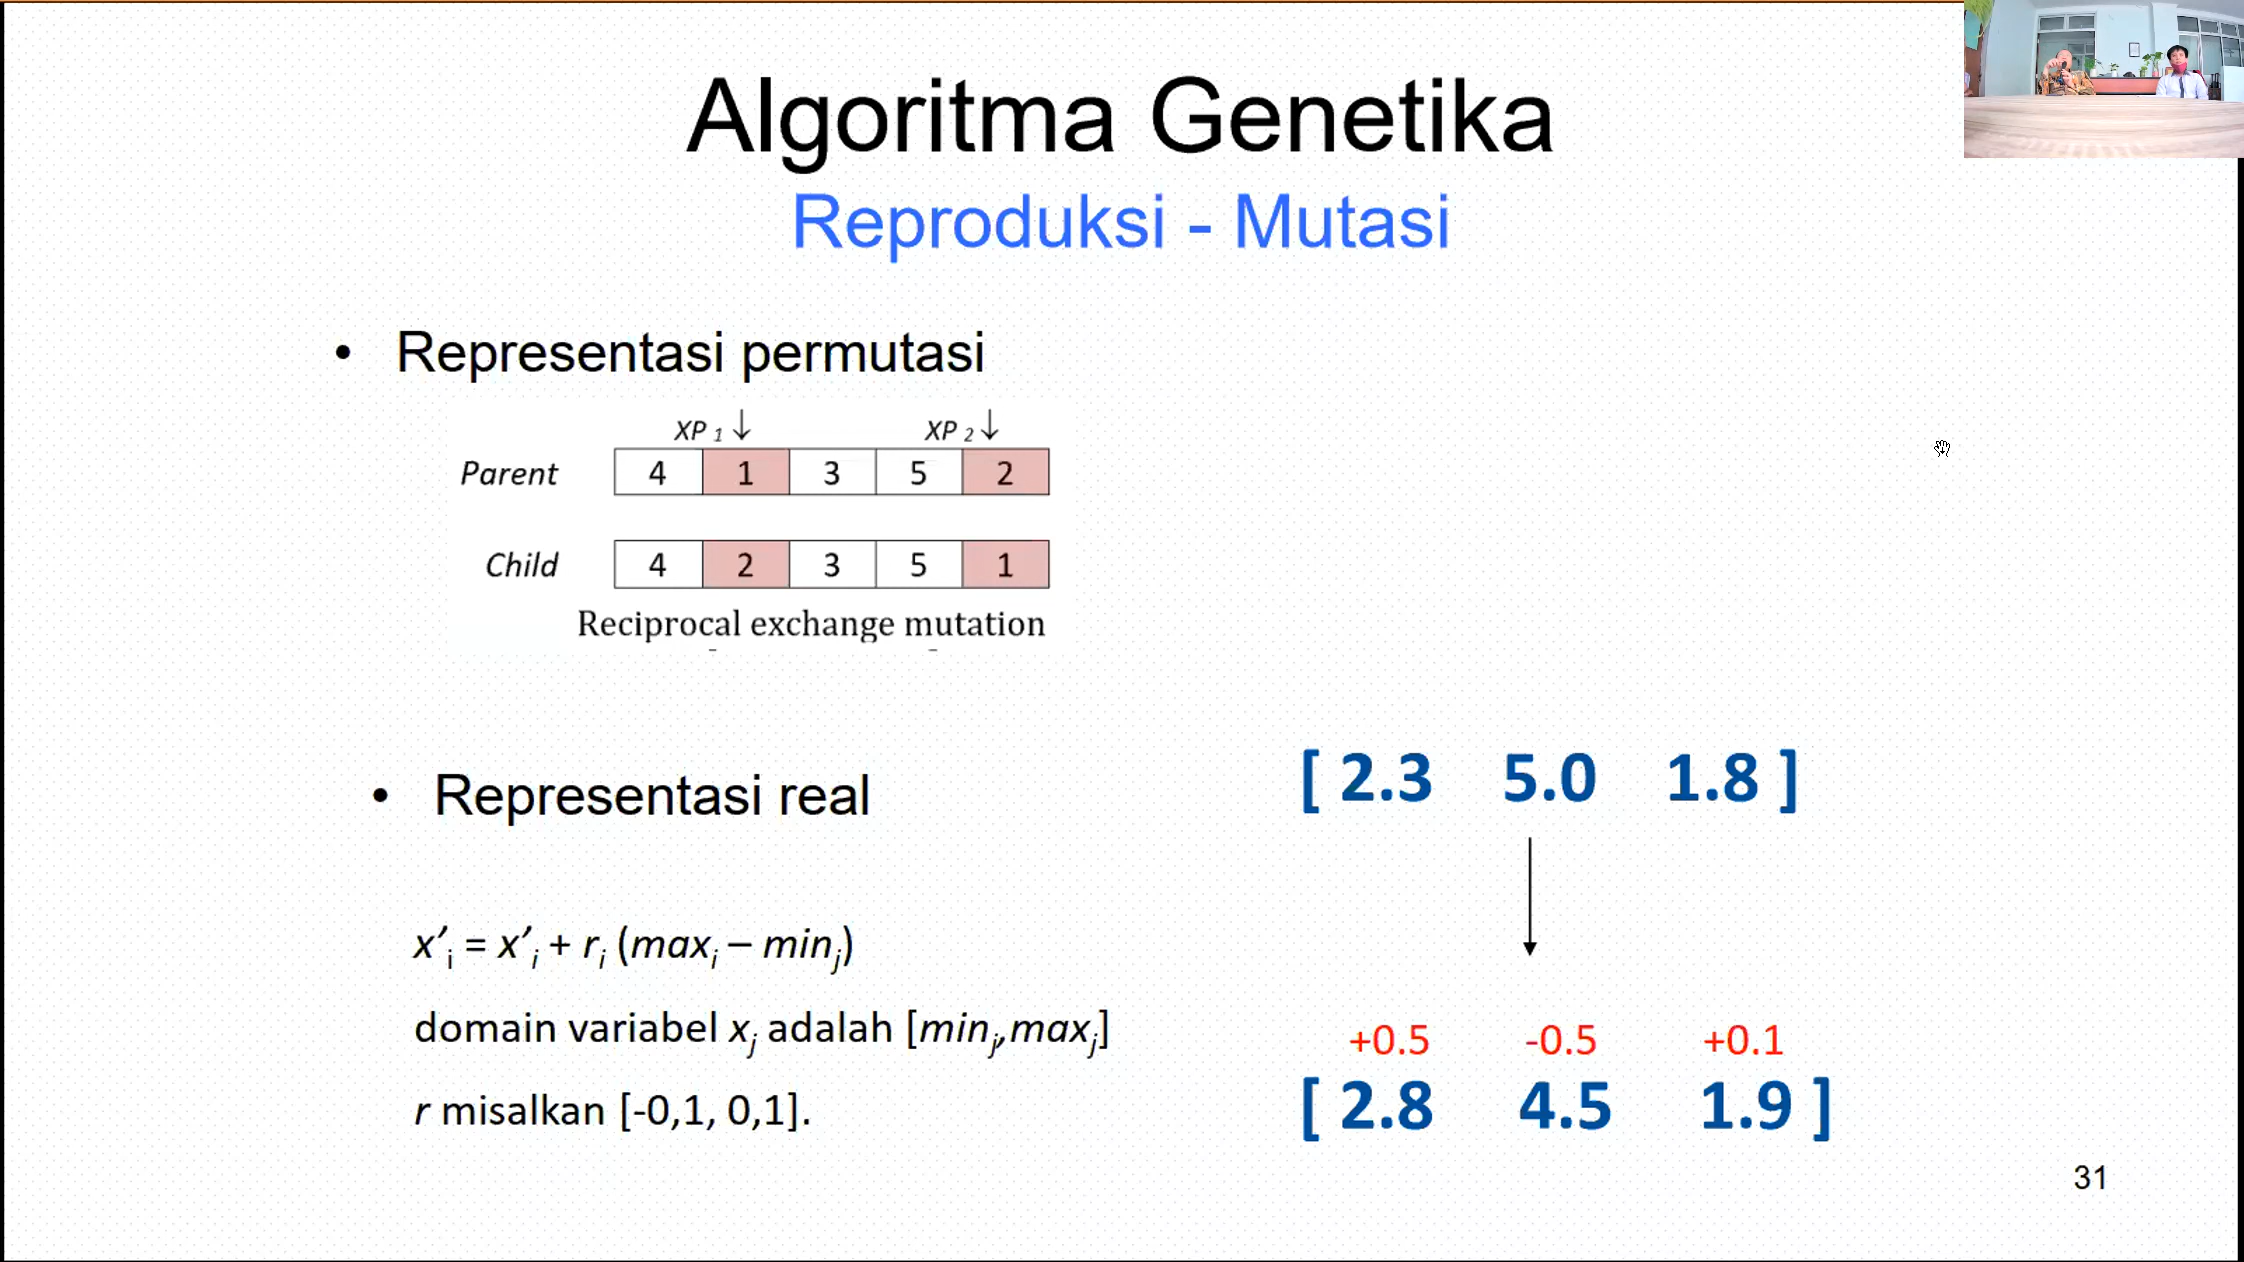 Algoritma Genetika
Reproduksi - Mutasi
• Representasi permutasi
XP 1 ↓ XP 2 ↓
Parent 4 1 3 5 2
Child 4 2 3 5 1
Reciprocal exchange mutation
• Representasi real
x’i = x’i + ri (maxi – minj)
domain variabel xj adalah [minj,maxj]
r misalkan [-0,1, 0,1].
[ 2.3 5.0 1.8 ]
+0.5 -0.5 +0.1
[ 2.8 4.5 1.9 ]
31